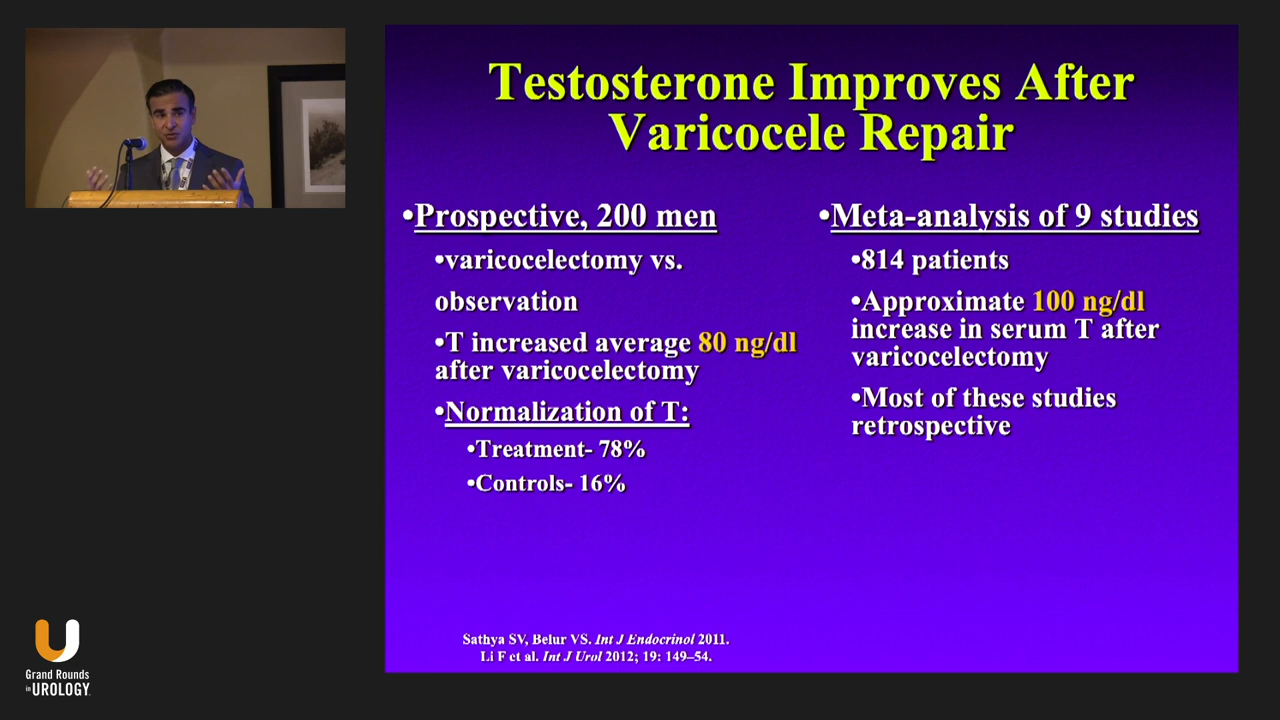 Testosterone Improves After
Varicocele Repair
•Prospective, 200 men
•varicocelectomy vs.
observation
•T increased average 80 ng/dl
after varicocelectomy
•Normalization of T:
•Treatment- 78%
•Controls- 16%
•Meta-analysis of 9 studies
•814 patients
•Approximate 100 ng/dl
increase in serum T after
varicocelectomy
•Most of these studies
retrospective
Sathya SV, Belur VS. Int J Endocrinol 2011.
Li F et al. Int J Urol 2012; 19: 149–54.
Grand Rounds
in UROLOGY